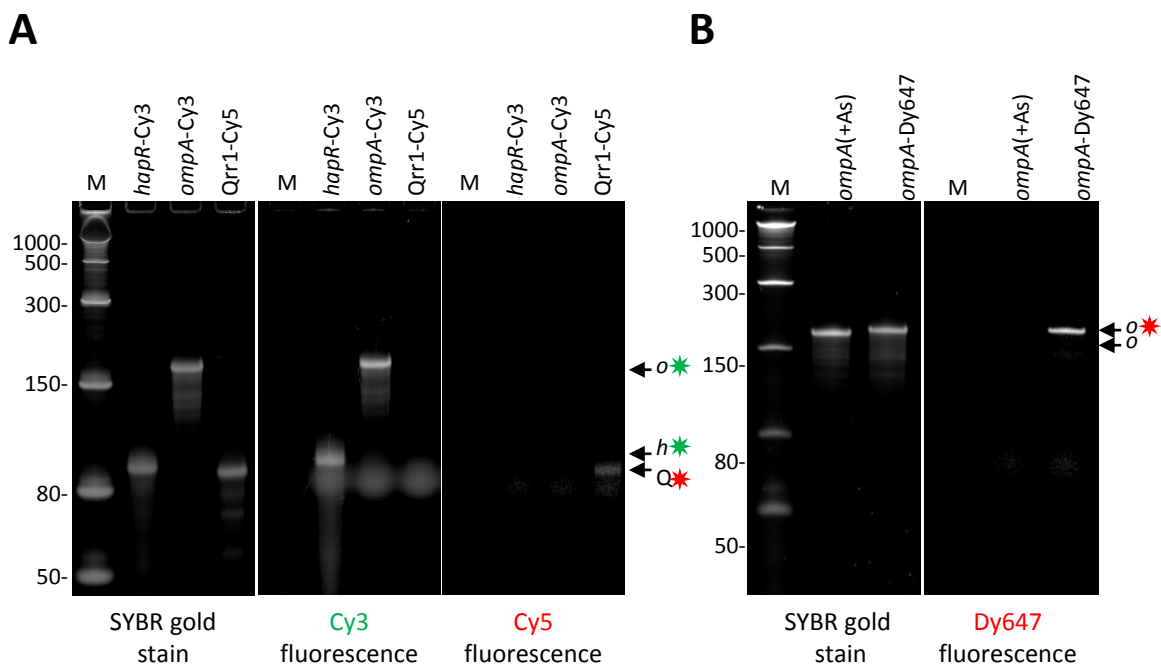 A
M
hapR-Cy3
ompA-Cy3
Qrr1-Cy5
M
hapR-Cy3
ompA-Cy3
Qrr1-Cy5
M
hapR-Cy3
ompA-Cy3
Qrr1-Cy5
1000-
500-
300-
150-
80-
50-
o
h
Q
SYBR gold
stain
Cy3
fluorescence
Cy5
fluorescence
B
M
ompA(+As)
ompA-Dy647
M
ompA(+As)
ompA-Dy647
1000-
500-
300-
150-
80-
50-
o
o
SYBR gold
stain
Dy647
fluorescence